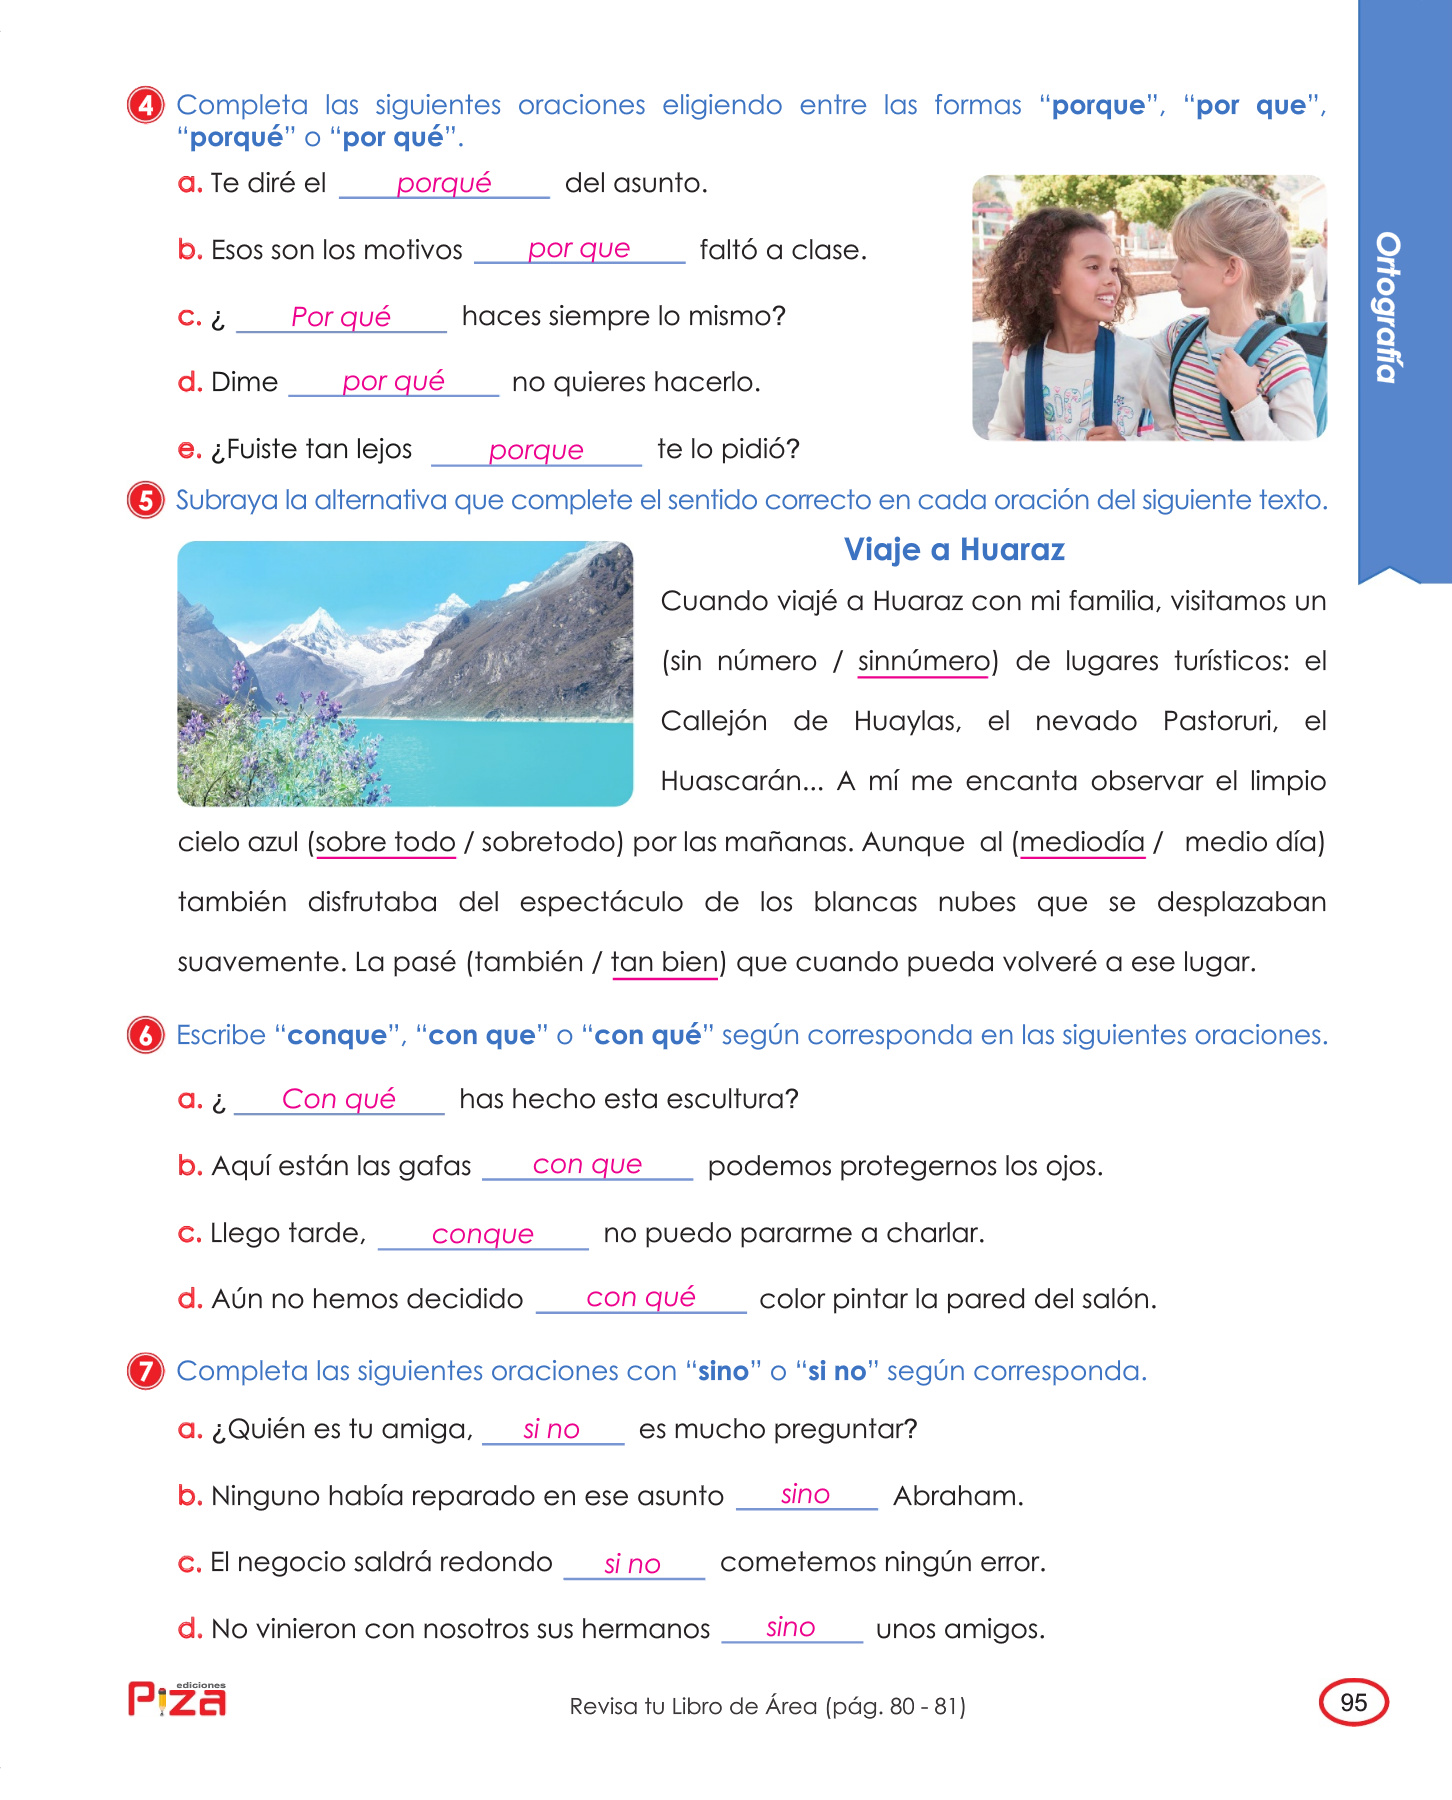 4 Completa las siguientes oraciones eligiendo entre las formas “porque”, “por que”,
“porqué” o “por qué”.
a. Te diré el porqué del asunto.
b. Esos son los motivos por que faltó a clase.
c. ¿ Por qué haces siempre lo mismo?
d. Dime por qué no quieres hacerlo.
e. ¿Fuiste tan lejos porque te lo pidió?
Ortografía
5 Subraya la alternativa que complete el sentido correcto en cada oración del siguiente texto.
Viaje a Huaraz
Cuando viajé a Huaraz con mi familia, visitamos un
(sin número / sinnúmero) de lugares turísticos: el
Callejón de Huaylas, el nevado Pastoruri, el
Huascarán... A mí me encanta observar el limpio
cielo azul (sobre todo / sobretodo) por las mañanas. Aunque al (mediodía / medio día)
también disfrutaba del espectáculo de los blancas nubes que se desplazaban
suavemente. La pasé (también / tan bien) que cuando pueda volveré a ese lugar.
6 Escribe “conque”, “con que” o “con qué” según corresponda en las siguientes oraciones.
a. ¿ Con qué has hecho esta escultura?
b. Aquí están las gafas con que podemos protegernos los ojos.
c. Llego tarde, conque no puedo pararme a charlar.
d. Aún no hemos decidido con qué color pintar la pared del salón.
7 Completa las siguientes oraciones con “sino” o “si no” según corresponda.
a. ¿Quién es tu amiga, si no es mucho preguntar?
b. Ninguno había reparado en ese asunto sino Abraham.
c. El negocio saldrá redondo si no cometemos ningún error.
d. No vinieron con nosotros sus hermanos sino unos amigos.
ediciones
Piza
Revisa tu Libro de Área (pág. 80 - 81)
95